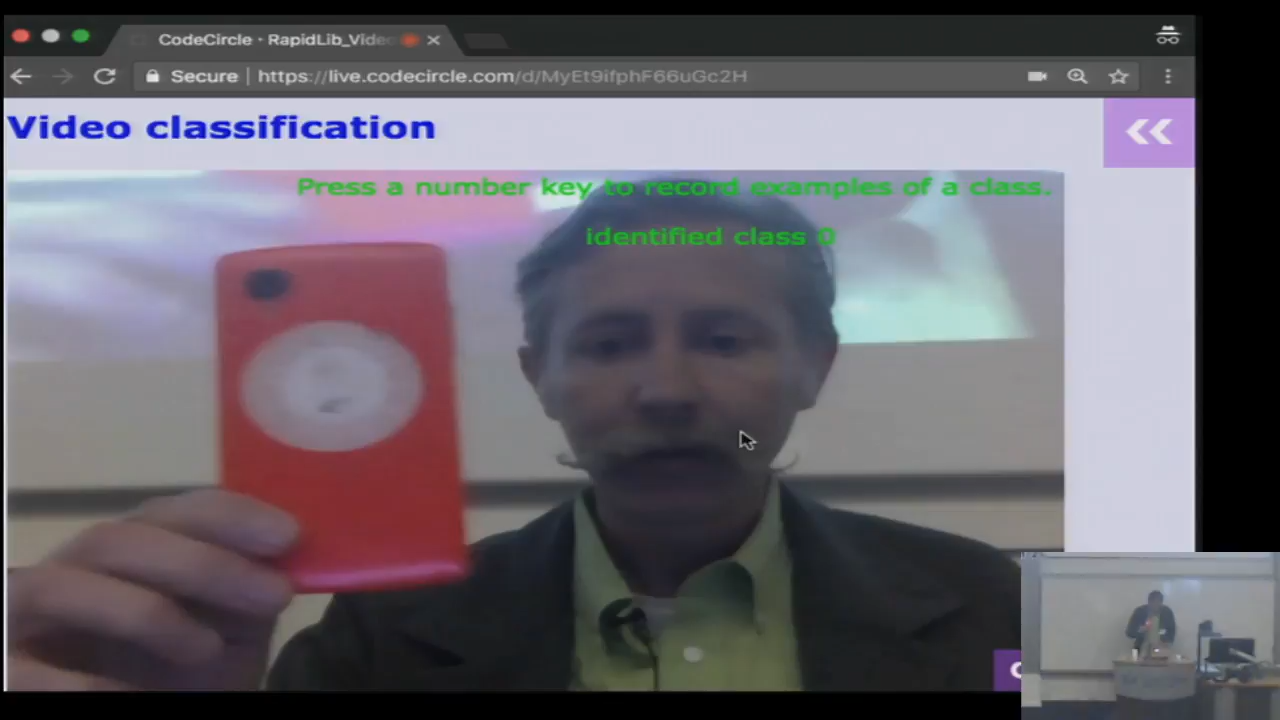 CodeCircle · RapidLib_Vide
Secure
https://live.codecircle.com/d/MyEt9ifphF66uGc2H
Video classification
Press a number key to record examples of a class.
identified class 0